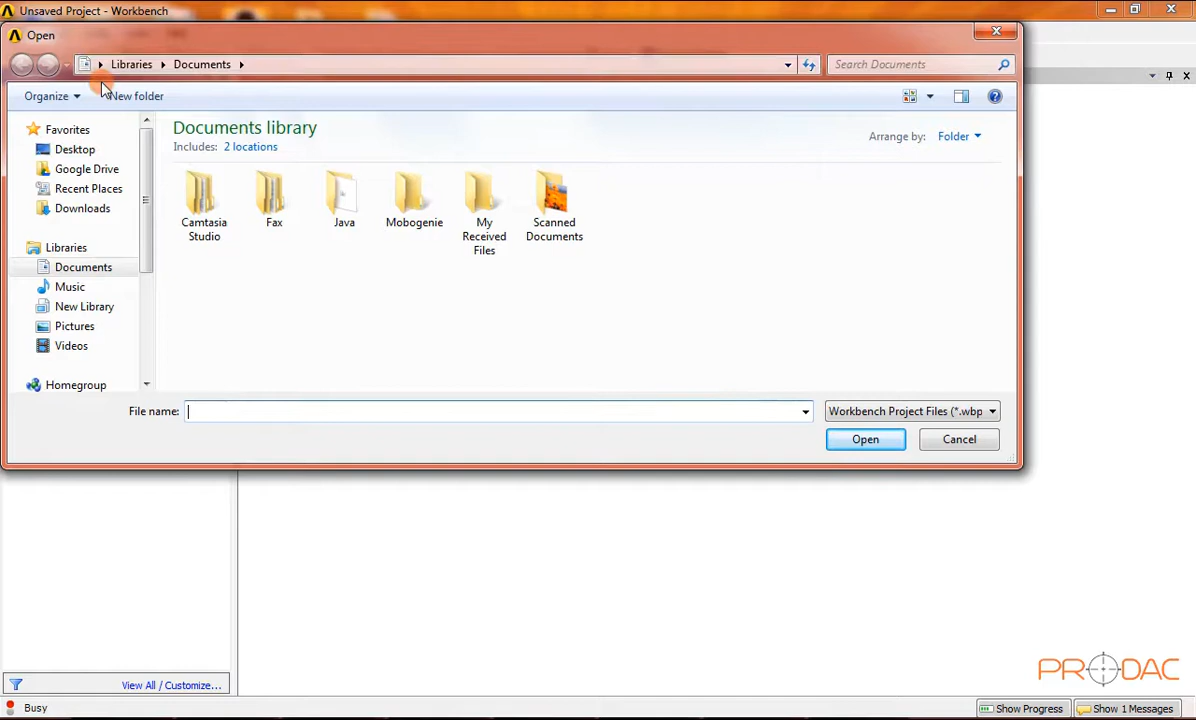 Unsaved Project - Workbench
Open
Libraries
Documents
Search Documents
Organize
New folder
Favorites
Desktop
Google Drive
Recent Places
Downloads
Libraries
Documents
Music
New Library
Pictures
Videos
Homegroup
Documents library
Includes: 2 locations
Arrange by: Folder
Camtasia
Studio
Fax
Java
Mobogenie
My
Received
Files
Scanned
Documents
File name:
Workbench Project Files (*.wbp
Open
Cancel
View All / Customize...
Busy
Show Progress
Show 1 Messages
PRODAC